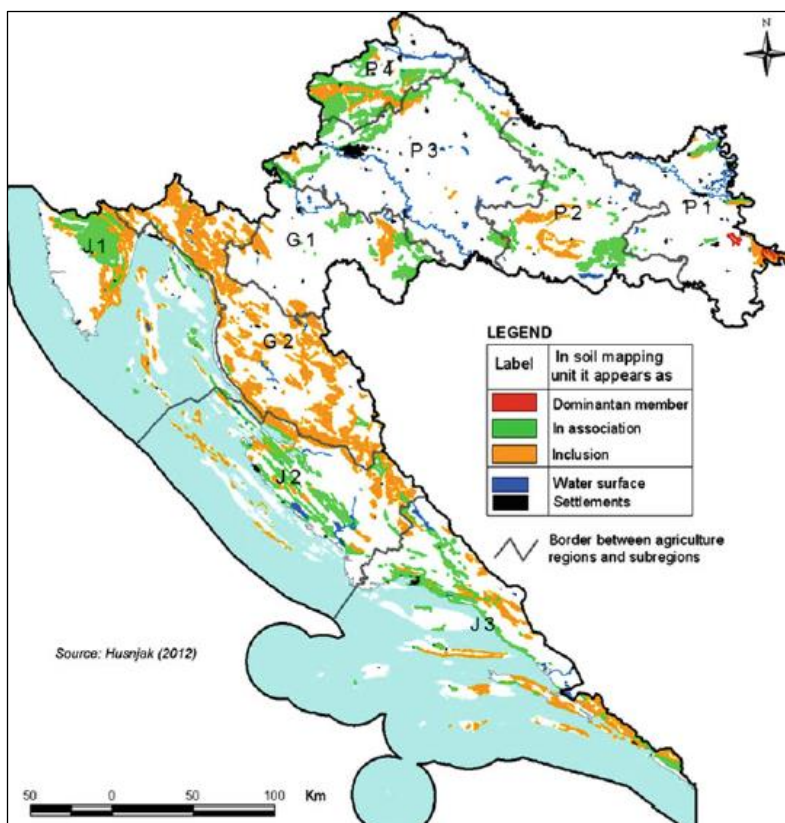 N
P 4
P 3
P 1
P 2
G 1
J 1
G 2
J 2
J 3
LEGEND
Label
In soil mapping
unit it appears as
Dominantan member
In association
Inclusion
Water surface
Settlements
Border between agriculture
regions and subregions
Source: Husnjak (2012)
50 0 50 100 Km